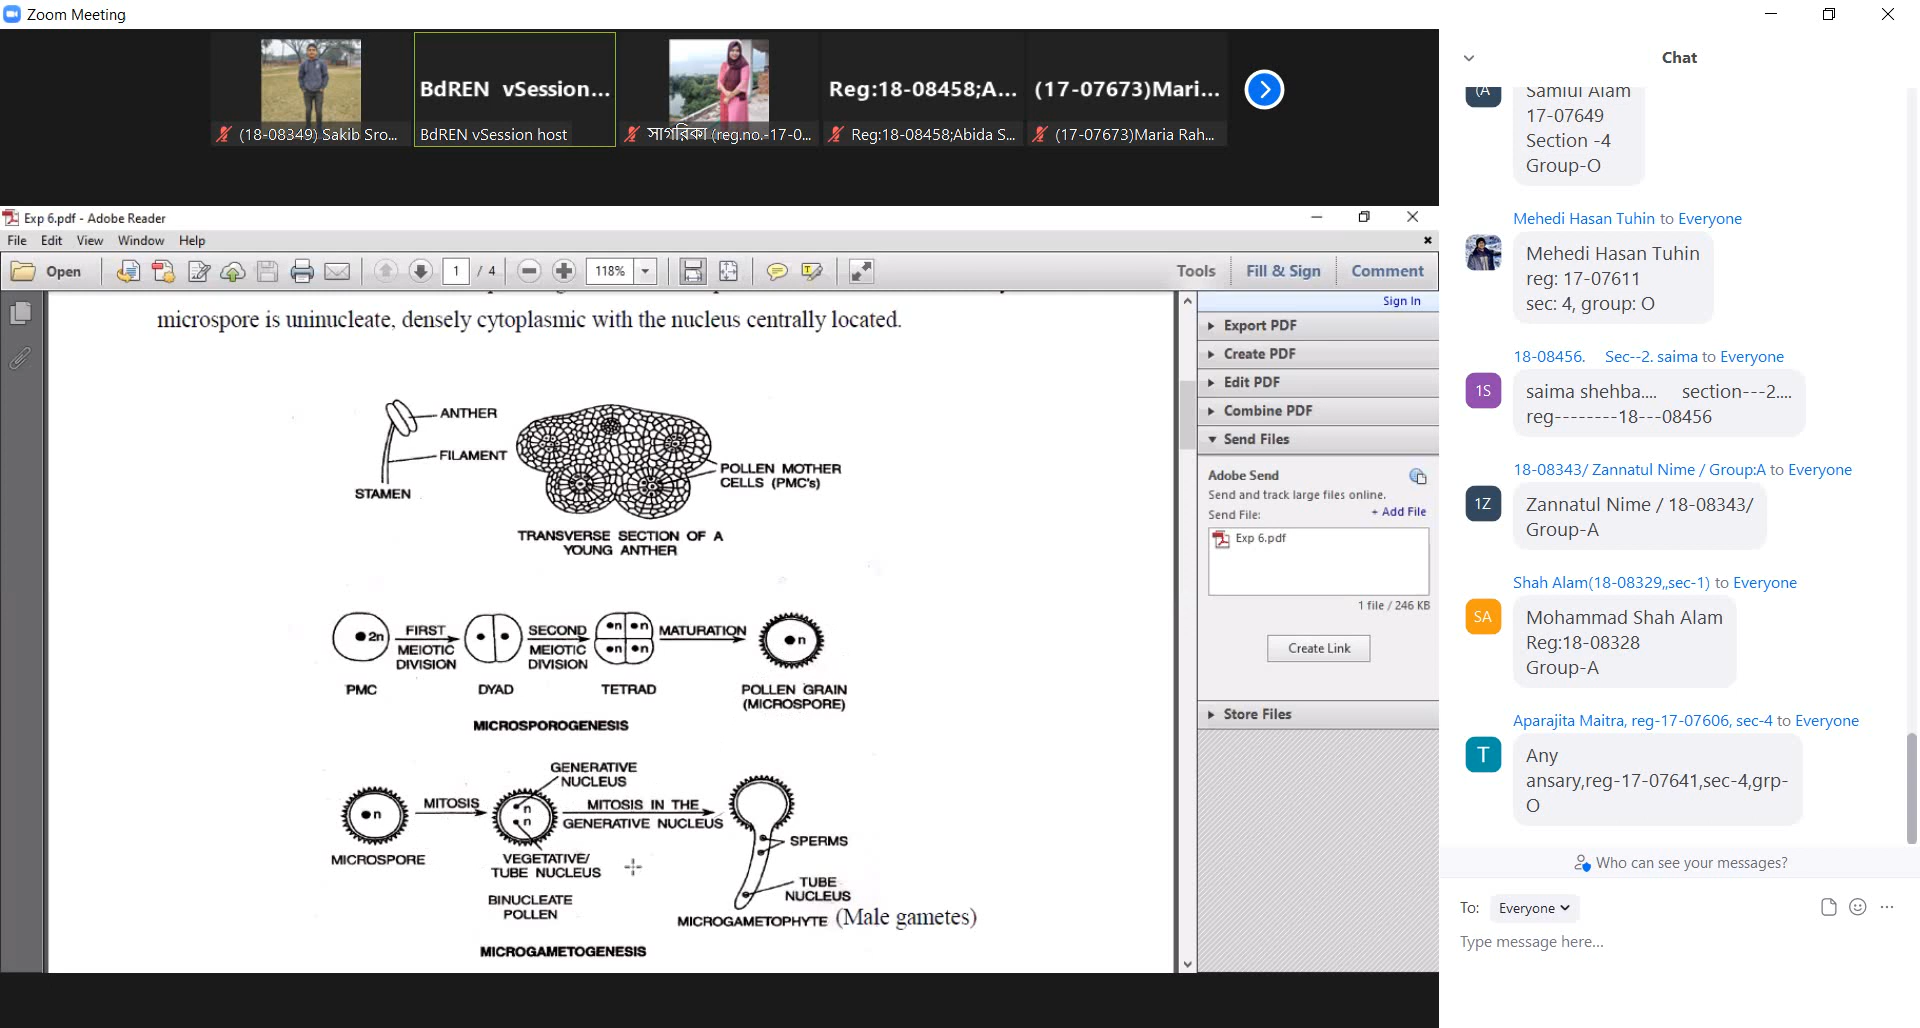 Zoom Meeting
BdREN vSession...
Reg:18-08458;A...
(17-07673)Mari...
(18-08349) Sakib Sro...
BdREN vSession host
সাগরিকা (reg.no.-17-0...
Reg:18-08458;Abida S...
(17-07673)Maria Rah...
Exp 6.pdf - Adobe Reader
File Edit View Window Help
Open
1 / 4
118%
Tools
Fill & Sign
Comment
microspore is uninucleate, densely cytoplasmic with the nucleus centrally located.
ANTHER
FILAMENT
STAMEN
POLLEN MOTHER
CELLS (PMC's)
TRANSVERSE SECTION OF A
YOUNG ANTHER
2n
FIRST
MEIOTIC
DIVISION
SECOND
MEIOTIC
DIVISION
n n
n n
MATURATION
n
PMC
DYAD
TETRAD
POLLEN GRAIN
(MICROSPORE)
MICROSPOROGENESIS
GENERATIVE
NUCLEUS
n
MITOSIS
n
n
MITOSIS IN THE
GENERATIVE NUCLEUS
SPERMS
MICROSPORE
VEGETATIVE/
TUBE NUCLEUS
TUBE
NUCLEUS
BINUCLEATE
POLLEN
MICROGAMETOPHYTE (Male gametes)
MICROGAMETOGENESIS
Sign In
Export PDF
Create PDF
Edit PDF
Combine PDF
Send Files
Adobe Send
Send and track large files online.
Send File:
+ Add File
Exp 6.pdf
1 file / 246 KB
Create Link
Store Files
Chat
(A
Samiul Alam
17-07649
Section -4
Group-O
Mehedi Hasan Tuhin to Everyone
Mehedi Hasan Tuhin
reg: 17-07611
sec: 4, group: O
18-08456. Sec--2. saima to Everyone
1S
saima shehba.... section---2....
reg--------18---08456
18-08343/ Zannatul Nime / Group:A to Everyone
1Z
Zannatul Nime / 18-08343/
Group-A
Shah Alam(18-08329,,sec-1) to Everyone
SA
Mohammad Shah Alam
Reg:18-08328
Group-A
Aparajita Maitra, reg-17-07606, sec-4 to Everyone
T
Any
ansary,reg-17-07641,sec-4,grp-
O
Who can see your messages?
To: Everyone
Type message here...